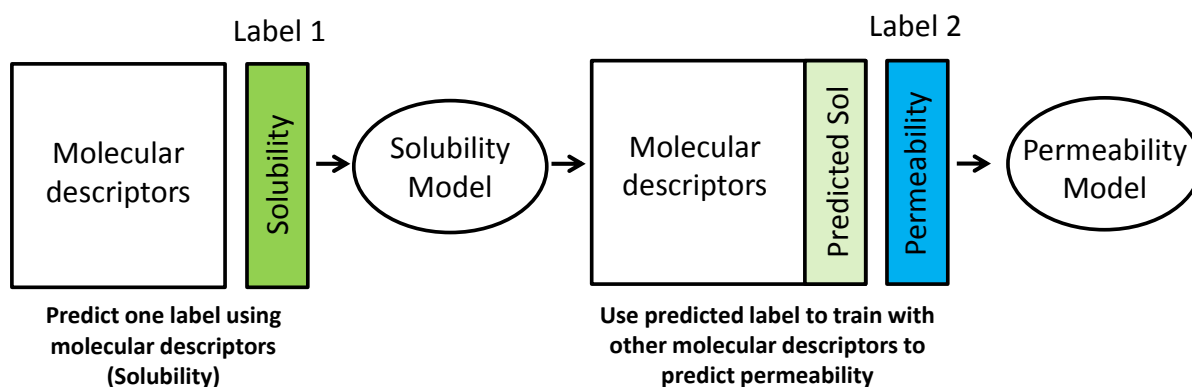 Label 1
Molecular
descriptors
Solubility
Solubility
Model
Predict one label using
molecular descriptors
(Solubility)
Label 2
Molecular
descriptors
Predicted Sol
Permeability
Permeability
Model
Use predicted label to train with
other molecular descriptors to
predict permeability